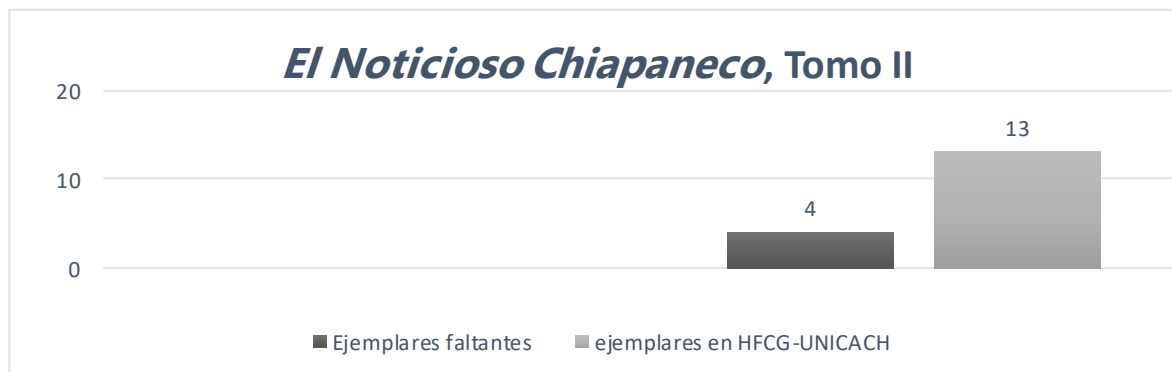 El Noticioso Chiapaneco, Tomo II
20
13
10
4
0
Ejemplares faltantes
ejemplares en HFCG-UNICACH